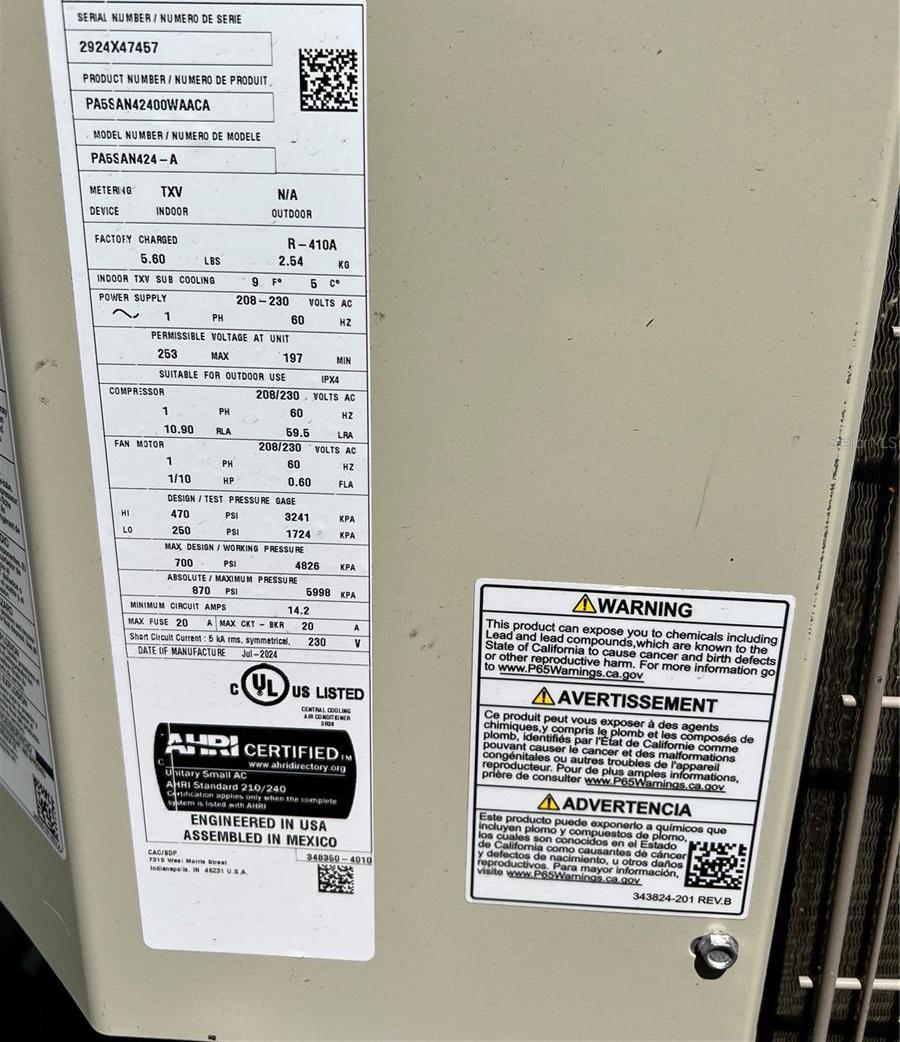 SERIAL NUMBER / NUMERO DE SERIE
2924X47457
PRODUCT NUMBER / NUMERO DE PRODUIT
PA5SAN42400WAACA
MODEL NUMBER / NUMERO DE MODELE
PA5SAN424-A
METERING TXV N/A
DEVICE INDOOR OUTDOOR
FACTORY CHARGED R-410A
5.60 LBS 2.54 KG
INDOOR TXV SUB COOLING 9 F° 5 C°
POWER SUPPLY 208-230 VOLTS AC
1 PH 60 HZ
PERMISSIBLE VOLTAGE AT UNIT
253 MAX 197 MIN
SUITABLE FOR OUTDOOR USE IPX4
COMPRESSOR 208/230 VOLTS AC
1 PH 60 HZ
10.90 RLA 59.5 LRA
FAN MOTOR 208/230 VOLTS AC
1 PH 60 HZ
1/10 HP 0.60 FLA
DESIGN / TEST PRESSURE GAGE
HI 470 PSI 3241 KPA
LO 250 PSI 1724 KPA
MAX. DESIGN / WORKING PRESSURE
700 PSI 4826 KPA
ABSOLUTE / MAXIMUM PRESSURE
870 PSI 5998 KPA
MINIMUM CIRCUIT AMPS 14.2
MAX FUSE 20 A MAX CKT-BKR 20 A
Short Circuit Current : 5 kA rms, symmetrical, 230 V
DATE OF MANUFACTURE Jul-2024
C UL US LISTED
CENTRAL COOLING
AIR CONDITIONER
AHRI CERTIFIED TM
www.ahridirectory.org
Unitary Small AC
AHRI Standard 210/240
Certification applies only when the complete
system is listed with AHRI
ENGINEERED IN USA
ASSEMBLED IN MEXICO
CAC/BDP 348350-4010
7310 West Morris Street
Indianapolis, IN 46231 U.S.A.
WARNING
This product can expose you to chemicals including
Lead and lead compounds,which are known to the
State of California to cause cancer and birth defects
or other reproductive harm. For more information go
to www.P65Warnings.ca.gov
AVERTISSEMENT
Ce produit peut vous exposer à des agents
chimiques,y compris le plomb et les composés de
plomb, identifiés par l'État de Californie comme
pouvant causer le cancer et des malformations
congénitales ou autres troubles de l'appareil
reproducteur. Pour de plus amples informations,
prière de consulter www.P65Warnings.ca.gov
ADVERTENCIA
Este producto puede exponerlo a químicos que
incluyen plomo y compuestos de plomo,
los cuales son conocidos en el Estado
de California como causantes de cáncer
y defectos de nacimiento, u otros daños
reproductivos. Para mayor información,
visite www.P65Warnings.ca.gov
343824-201 REV.B